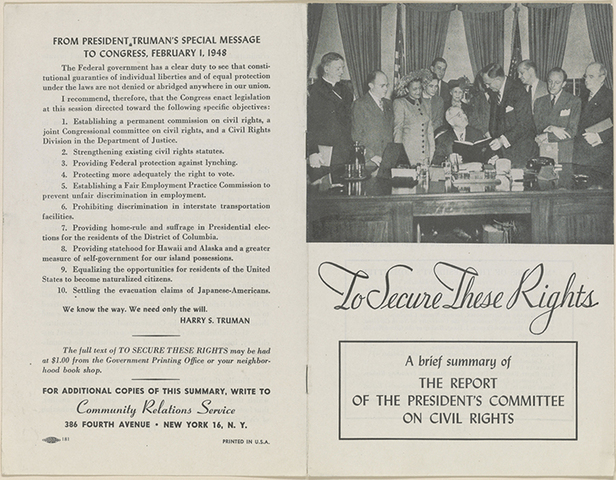 FROM PRESIDENT TRUMAN'S SPECIAL MESSAGE
TO CONGRESS, FEBRUARY 1, 1948
The Federal government has a clear duty to see that consti-
tutional guaranties of individual liberties and of equal protection
under the laws are not denied or abridged anywhere in our union.
I recommend, therefore, that the Congress enact legislation
at this session directed toward the following specific objectives:
1. Establishing a permanent commission on civil rights, a
joint Congressional committee on civil rights, and a Civil Rights
Division in the Department of Justice.
2. Strengthening existing civil rights statutes.
3. Providing Federal protection against lynching.
4. Protecting more adequately the right to vote.
5. Establishing a Fair Employment Practice Commission to
prevent unfair discrimination in employment.
6. Prohibiting discrimination in interstate transportation
facilities.
7. Providing home-rule and suffrage in Presidential elec-
tions for the residents of the District of Columbia.
8. Providing statehood for Hawaii and Alaska and a greater
measure of self-government for our island possessions.
9. Equalizing the opportunities for residents of the United
States to become naturalized citizens.
10. Settling the evacuation claims of Japanese-Americans.
We know the way. We need only the will.
HARRY S. TRUMAN
The full text of TO SECURE THESE RIGHTS may be had
at $1.00 from the Government Printing Office or your neighbor-
hood book shop.
FOR ADDITIONAL COPIES OF THIS SUMMARY, WRITE TO
Community Relations Service
386 FOURTH AVENUE • NEW YORK 16, N. Y.
181
PRINTED IN U.S.A.
To Secure These Rights
A brief summary of
THE REPORT
OF THE PRESIDENT'S COMMITTEE
ON CIVIL RIGHTS